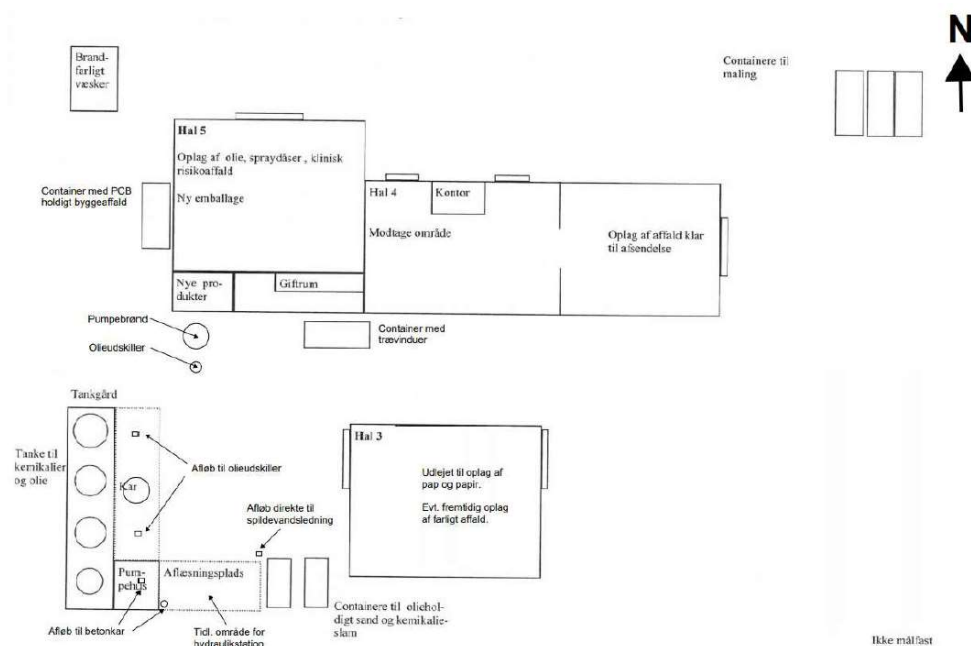 N
Brand-
farligt
væsker
Containere til
maling
Hal 5
Oplag af olie, spraydåser , klinisk
risikoaffald
Ny emballage
Container med PCB
holdigt byggeaffald
Hal 4
Kontor
Modtage område
Oplag af affald klar
til afsendelse
Nye pro-
dukter
Giftrum
Pumpebrønd
Container med
trævinduer
Olieudskiller
Tankgård
Tanke til
kemikalier
og olie
Kar
Afløb til olieudskiller
Hal 3
Udlejet til oplag af
pap og papir.
Evt. fremtidig oplag
af farligt affald.
Afløb direkte til
spildevandsledning
Pum-
pehus
Aflæsningsplads
Containere til oliehol-
digt sand og kemikalie-
slam
Afløb til betonkar
Tidl. område for
hydraulikstation
Ikke målfast